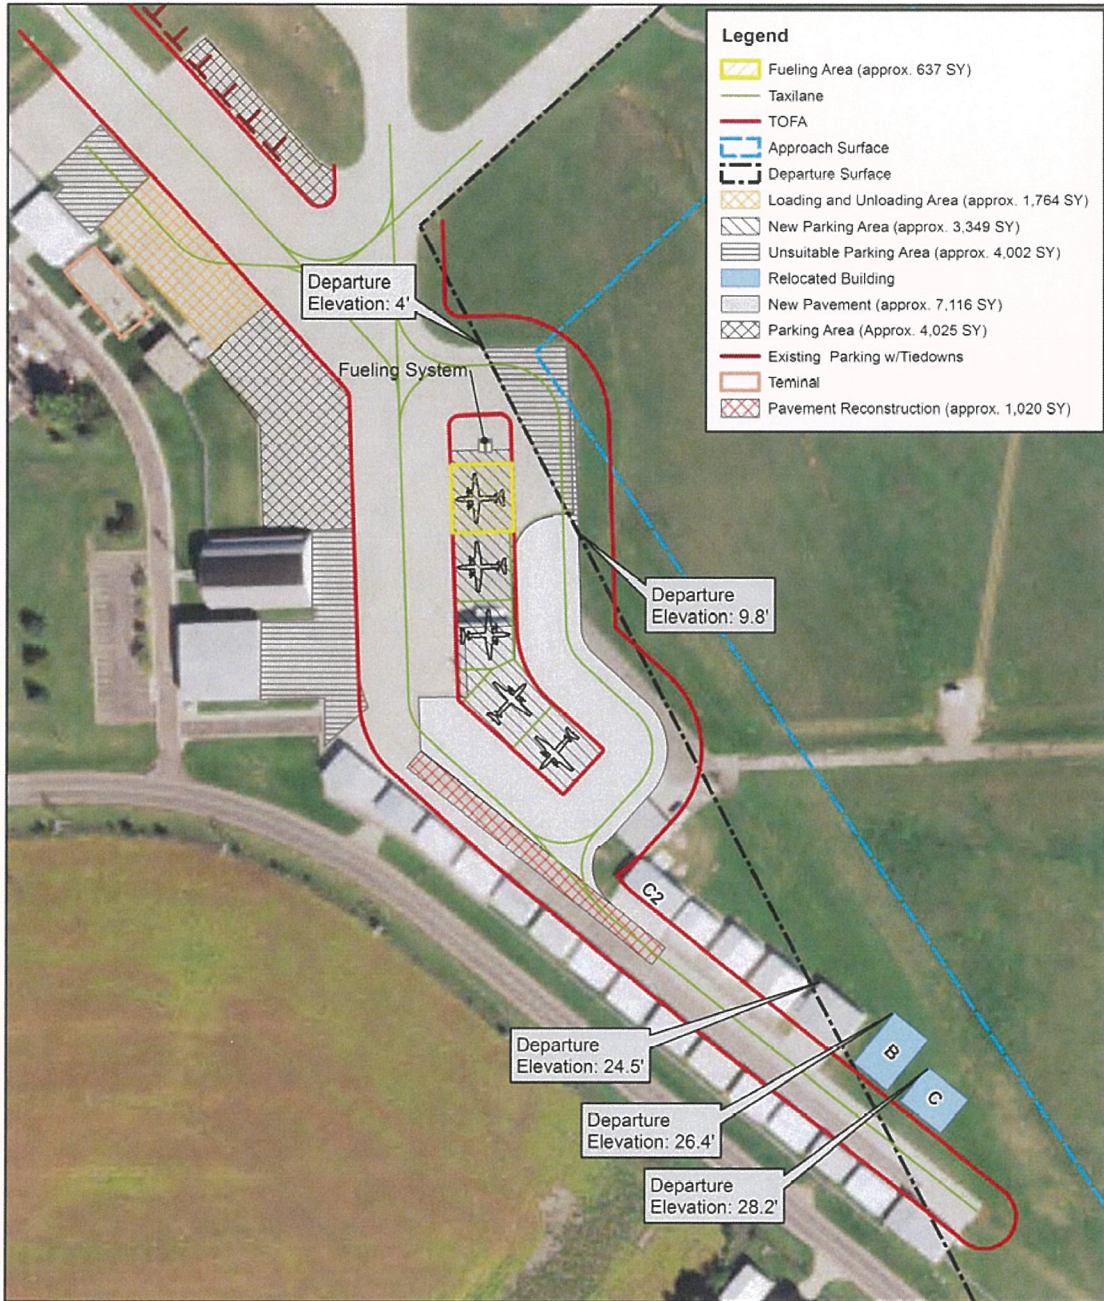 Legend
Fueling Area (approx. 637 SY)
Taxilane
TOFA
Approach Surface
Departure Surface
Loading and Unloading Area (approx. 1,764 SY)
New Parking Area (approx. 3,349 SY)
Unsuitable Parking Area (approx. 4,002 SY)
Relocated Building
New Pavement (approx. 7,116 SY)
Parking Area (Approx. 4,025 SY)
Existing Parking w/Tiedowns
Teminal
Pavement Reconstruction (approx. 1,020 SY)
Departure
Elevation: 4'
Fueling System
Departure
Elevation: 9.8'
C2
Departure
Elevation: 24.5'
B
C
Departure
Elevation: 26.4'
Departure
Elevation: 28.2'